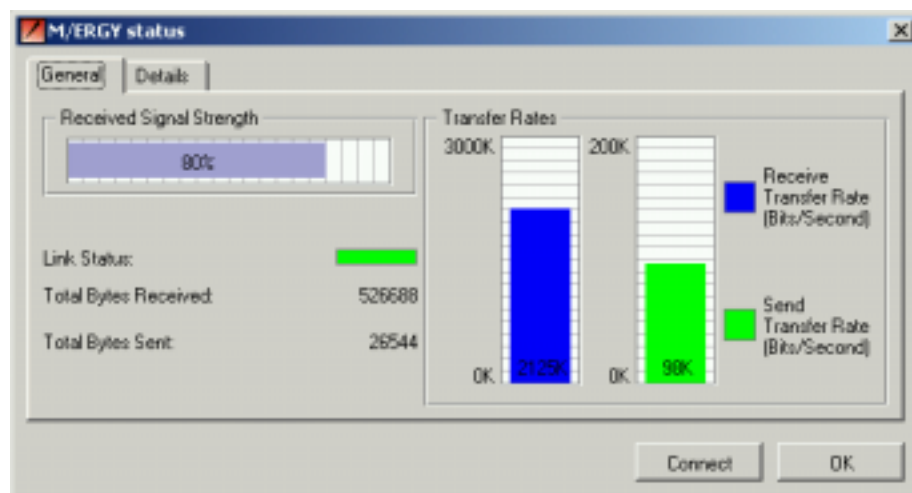 M/ERGY status
General
Details
Received Signal Strength
80%
Link Status:
Total Bytes Received:
526688
Total Bytes Sent:
26544
Transfer Rates
3000K
0K
2125K
200K
0K
98K
Receive
Transfer Rate
(Bits/Second)
Send
Transfer Rate
(Bits/Second)
Connect
OK